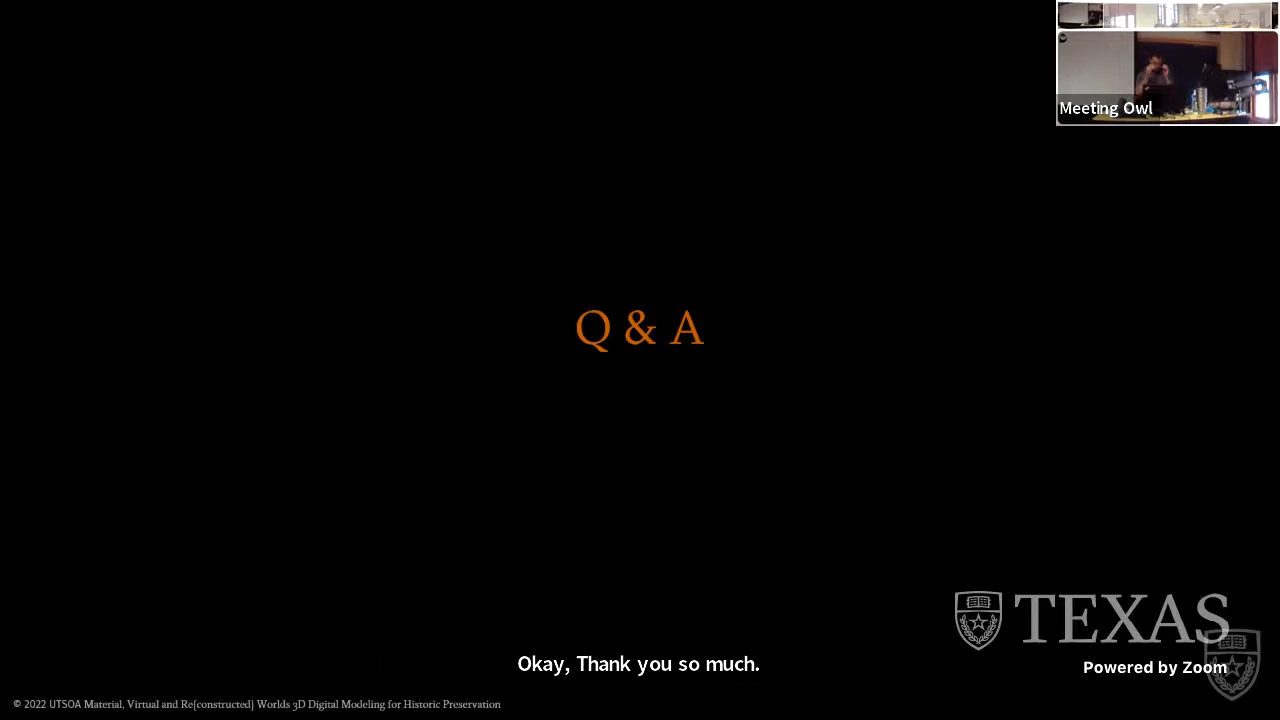 Meeting Owl
Q & A
TEXAS
Okay, Thank you so much.
Powered by Zoom
© 2022 UTSOA Material, Virtual and Re(constructed) Worlds 3D Digital Modeling for Historic Preservation